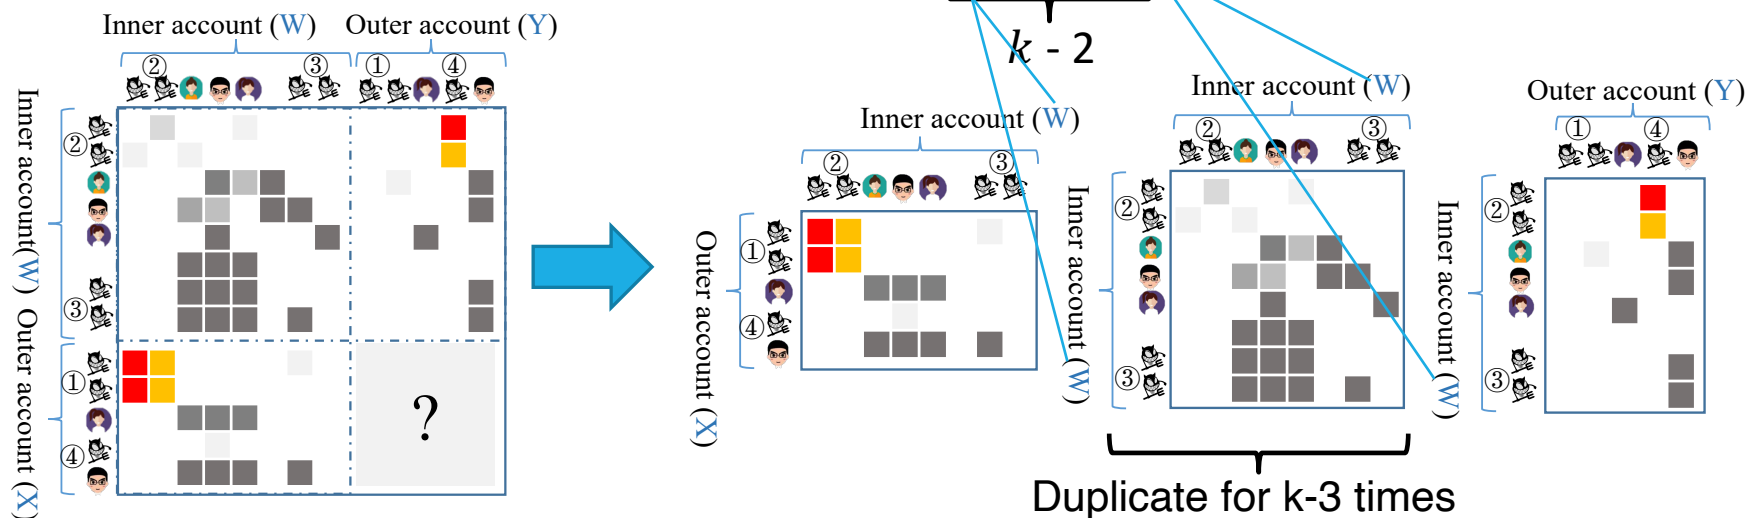 Inner account (W)
Outer account (Y)
②
③
①
④
Inner account(W)
Outer account (X)
②
③
①
④
?
k - 2
Inner account (W)
②
③
Outer account (X)
①
④
Inner account (W)
②
③
Inner account (W)
②
③
Outer account (Y)
①
④
Inner account (W)
②
③
Duplicate for k-3 times